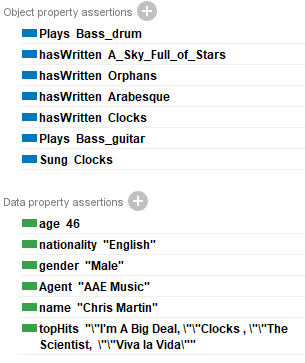 Object property assertions
Plays Bass_drum
hasWritten A_Sky_Full_of_Stars
hasWritten Orphans
hasWritten Arabesque
hasWritten Clocks
Plays Bass_guitar
Sung Clocks
Data property assertions
age 46
nationality "English"
gender "Male"
Agent "AAE Music"
name "Chris Martin"
topHits "\"I'm A Big Deal, \"\"Clocks , \"\"The
Scientist, \"\"Viva la Vida\""